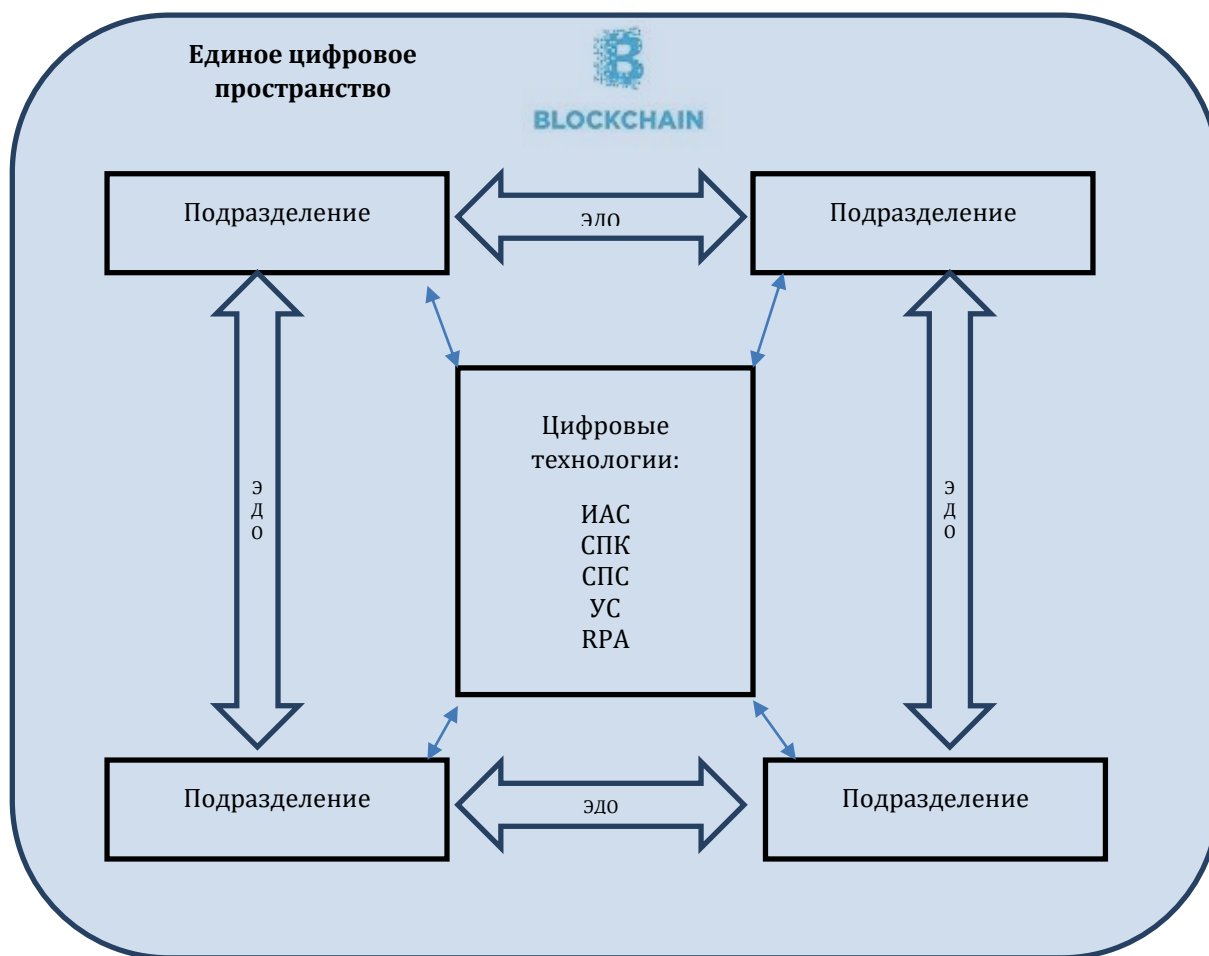 Единое цифровое
пространство
BLOCKCHAIN
Подразделение
ЭДО
Подразделение
Цифровые
технологии:
ИАС
СПК
СПС
УС
RPA
Э
Д
О
Э
Д
О
Подразделение
ЭДО
Подразделение